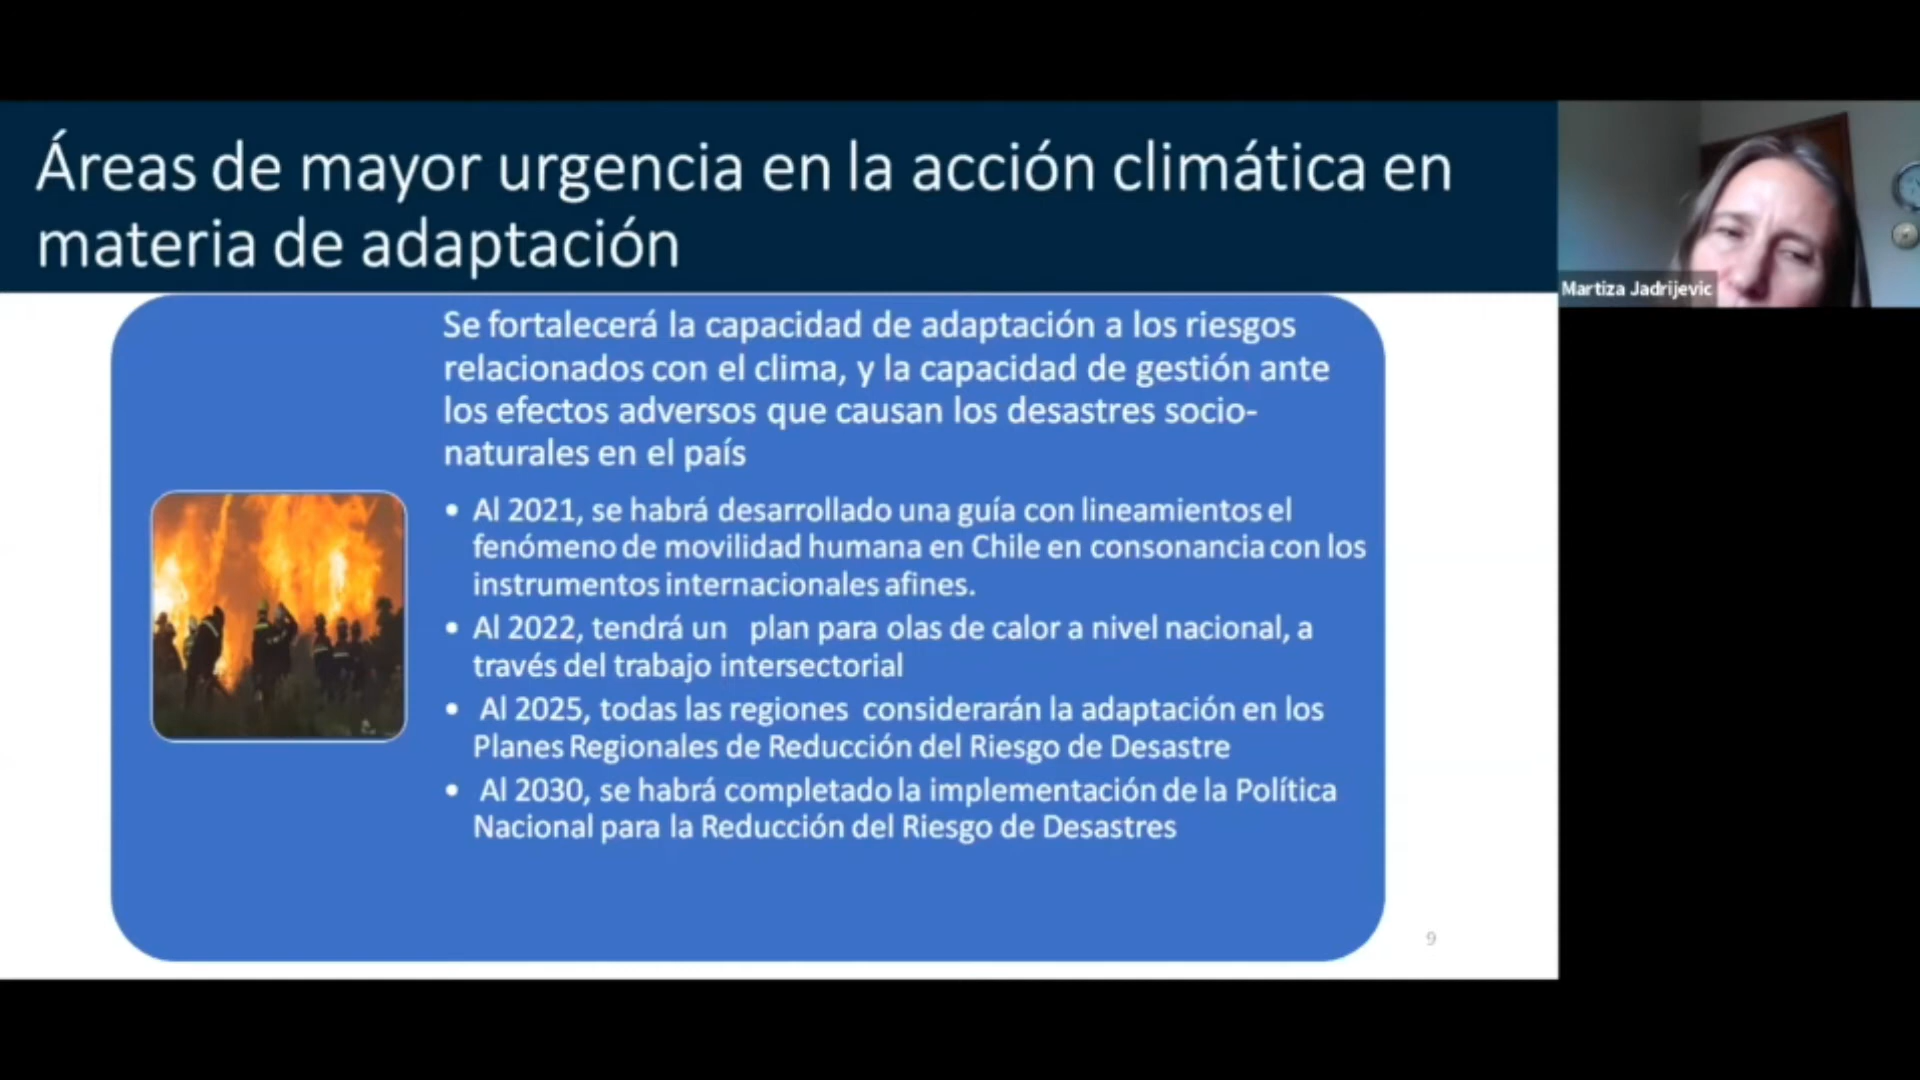 Áreas de mayor urgencia en la acción climática en
materia de adaptación
Martiza Jadrijevic
Se fortalecerá la capacidad de adaptación a los riesgos
relacionados con el clima, y la capacidad de gestión ante
los efectos adversos que causan los desastres socio-
naturales en el país
• Al 2021, se habrá desarrollado una guía con lineamientos el
fenómeno de movilidad humana en Chile en consonancia con los
instrumentos internacionales afines.
• Al 2022, tendrá un plan para olas de calor a nivel nacional, a
través del trabajo intersectorial
• Al 2025, todas las regiones considerarán la adaptación en los
Planes Regionales de Reducción del Riesgo de Desastre
• Al 2030, se habrá completado la implementación de la Política
Nacional para la Reducción del Riesgo de Desastres
9